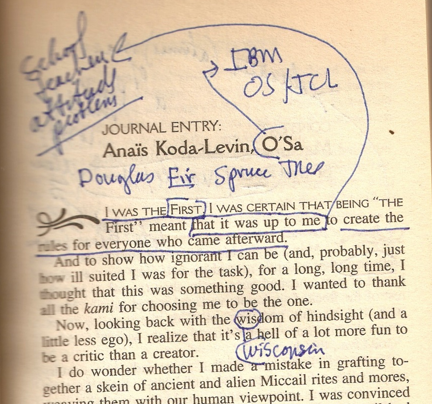 School
teacher
attitude
problem.
IBM
OS/JCL
JOURNAL ENTRY:
Anaïs Koda-Levin, O'Sa
Douglas Fir Spruce Tree
I WAS THE FIRST. I WAS CERTAIN THAT BEING "THE
First" meant that it was up to me to create the
rules for everyone who came afterward.
And to show how ignorant I can be (and, probably, just
how ill suited I was for the task), for a long, long time, I
thought that this was something good. I wanted to thank
all the kami for choosing me to be the one.
Now, looking back with the wisdom of hindsight (and a
little less ego), I realize that it's a hell of a lot more fun to
be a critic than a creator.
Wisconsin
I do wonder whether I made a mistake in grafting to-
gether a skein of ancient and alien Miccail rites and mores,
weaving them with our human viewpoint. I was convinced